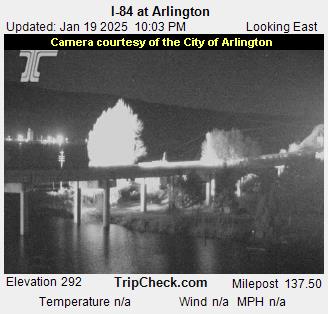 I-84 at Arlington
Updated: Jan 19 2025 10:03 PM Looking East
Camera courtesy of the City of Arlington
Elevation 292 TripCheck.com Milepost 137.50
Temperature n/a Wind n/a MPH n/a